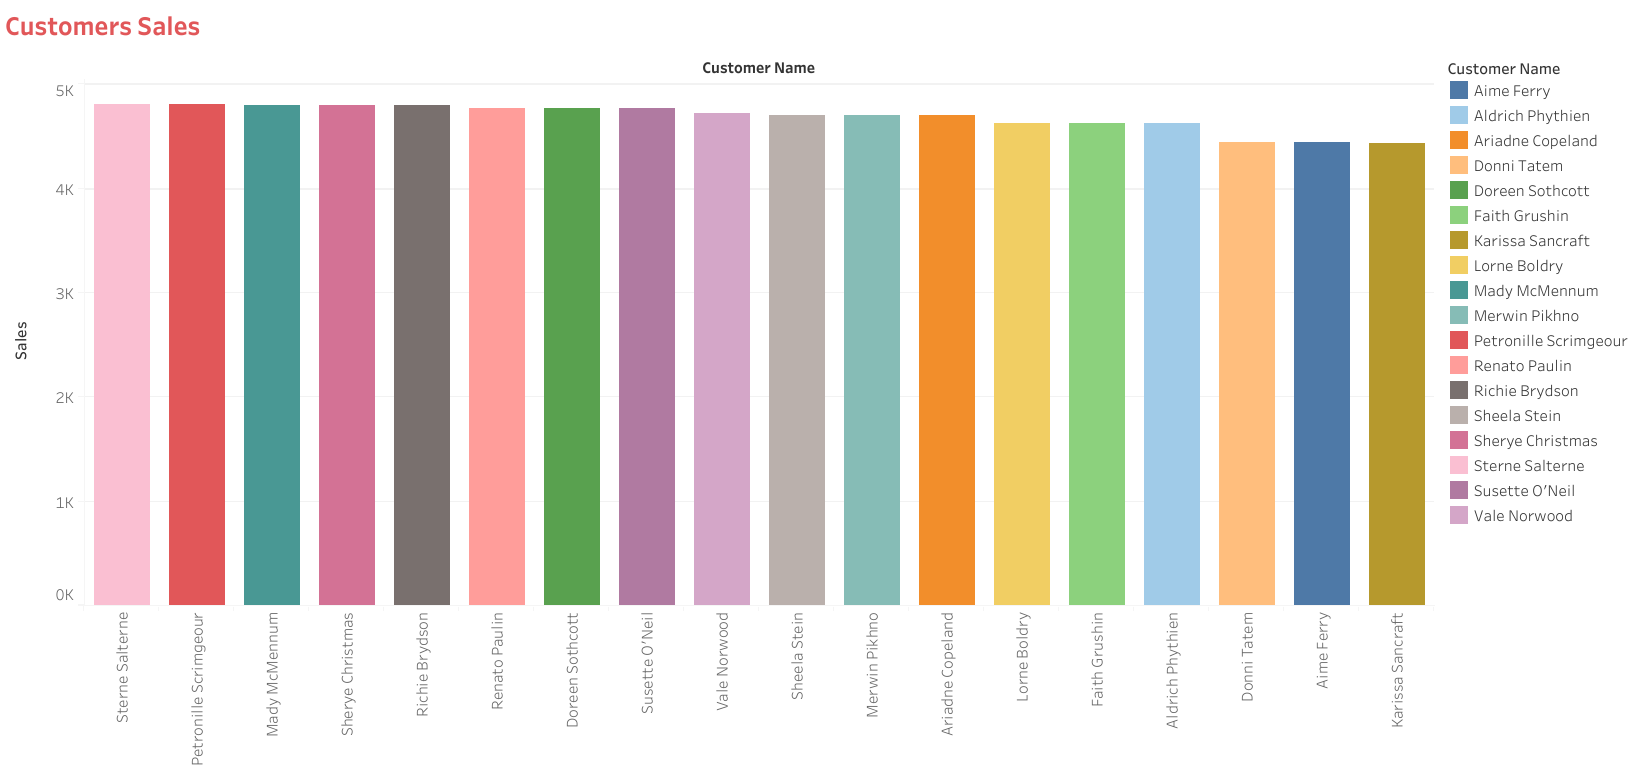 Customers Sales
Customer Name
5K
4K
3K
2K
1K
0K
Sales
Sterne Salterne
Petronille Scrimgeour
Mady McMennum
Sherye Christmas
Richie Brydson
Renato Paulin
Doreen Sothcott
Susette O'Neil
Vale Norwood
Sheela Stein
Merwin Pikhno
Ariadne Copeland
Lorne Boldry
Faith Grushin
Aldrich Phythien
Donni Tatem
Aime Ferry
Karissa Sancraft
Customer Name
Aime Ferry
Aldrich Phythien
Ariadne Copeland
Donni Tatem
Doreen Sothcott
Faith Grushin
Karissa Sancraft
Lorne Boldry
Mady McMennum
Merwin Pikhno
Petronille Scrimgeour
Renato Paulin
Richie Brydson
Sheela Stein
Sherye Christmas
Sterne Salterne
Susette O'Neil
Vale Norwood